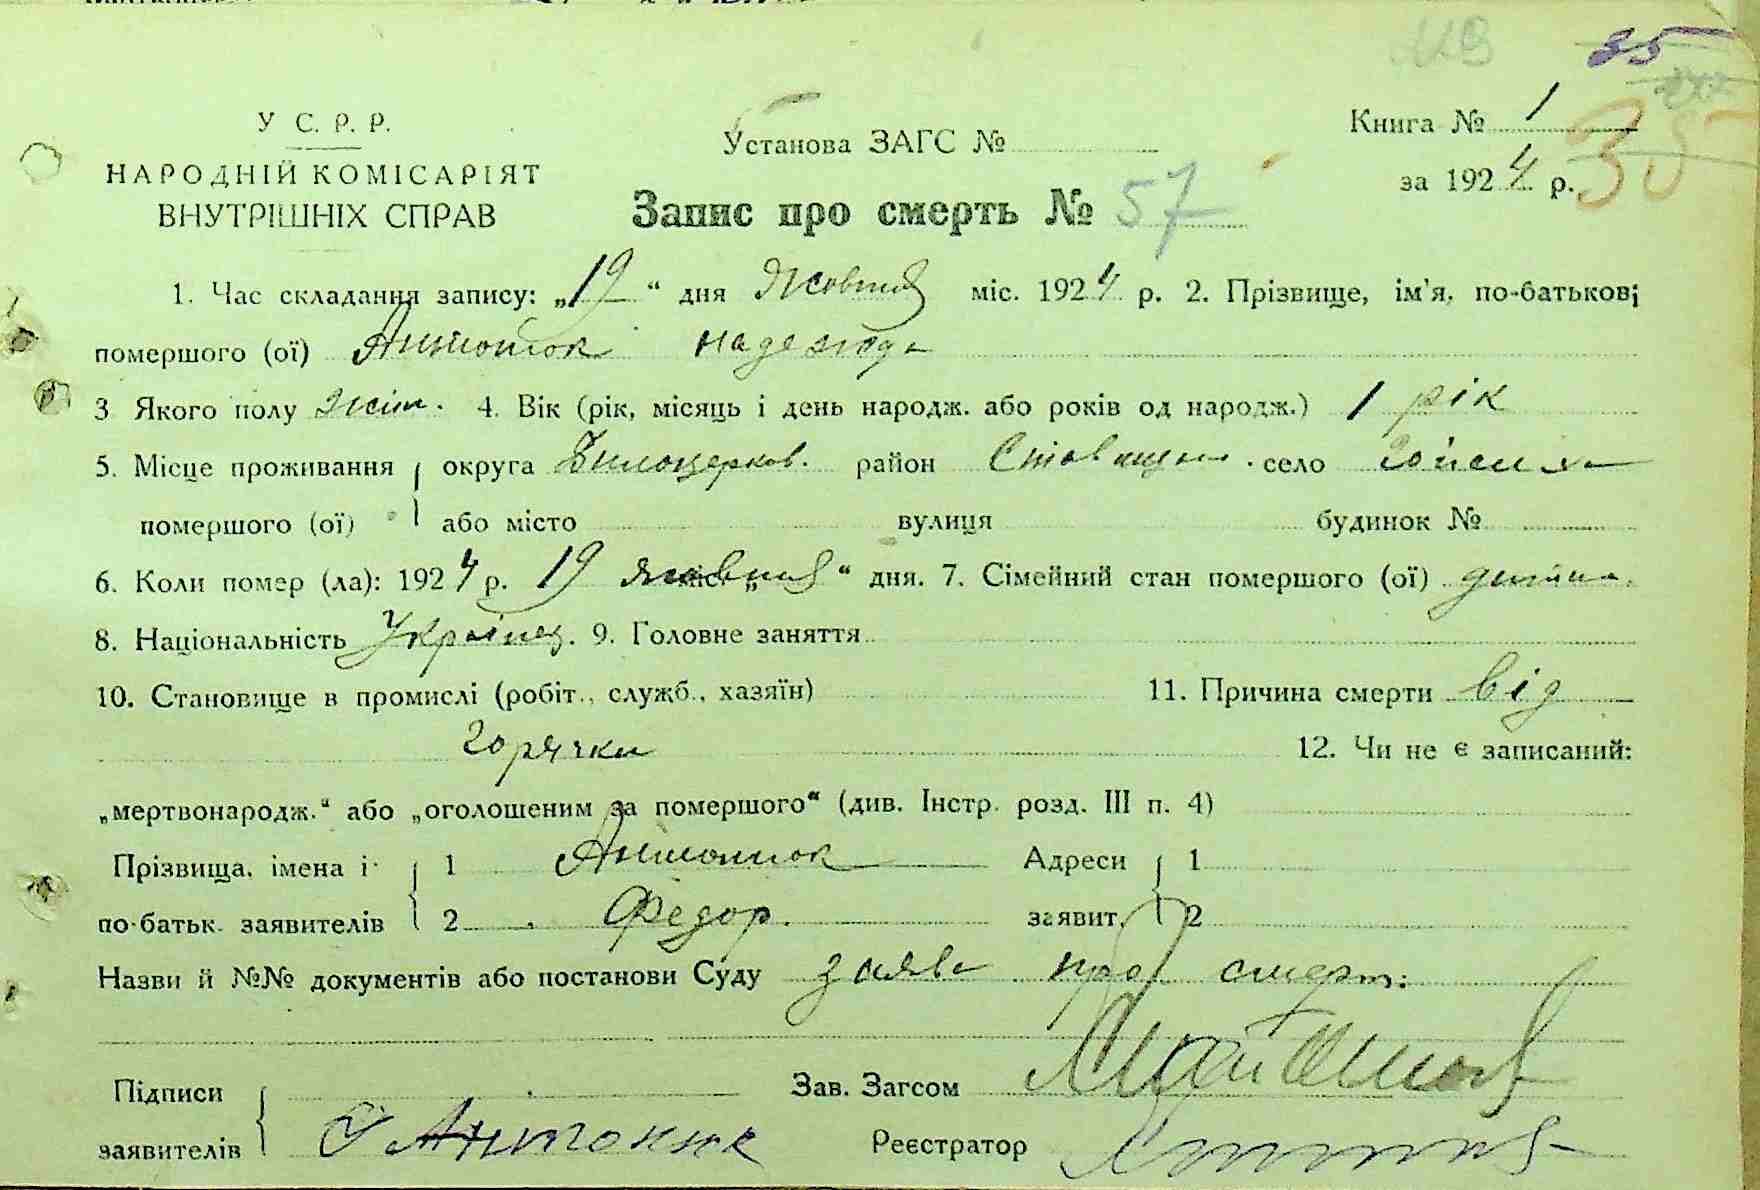 35
У С. Р. Р.
НАРОДНІЙ КОМІСАРІЯТ
ВНУТРІШНІХ СПРАВ
Установа ЗАГС №
Книга № 1
за 1924 р.
35
Запис про смерть № 57
1. Час складання запису: „19“ дня Жовтня міс. 1924 р. 2. Прізвище, ім'я, по-батькові
помершого (ої) Антонюк надежда
3 Якого полу жін. 4. Вік (рік, місяць і день народж. або років од народж.) 1 рік
5. Місце проживання округа Білоцерков. район Ставищен. село Гейсиха
помершого (ої) або місто вулиця будинок №
6. Коли помер (ла): 1924 р. 19 жовтня міс. „ “ дня. 7. Сімейний стан помершого (ої) дитина.
8. Національність Українец. 9. Головне заняття
10. Становище в промислі (робіт., служб., хазяїн) 11. Причина смерти від
горячки 12. Чи не є записаний:
„мертвонародж.“ або „оголошеним за помершого“ (див. Інстр. розд. III п. 4)
Прізвища, імена і 1 Антонюк Адреси 1
по-батьк. заявителів 2 Федор. заявит. 2
Назви й №№ документів або постанови Суду заява про смерть
Підписи Зав. Загсом
заявителів Антонюк Реєстратор